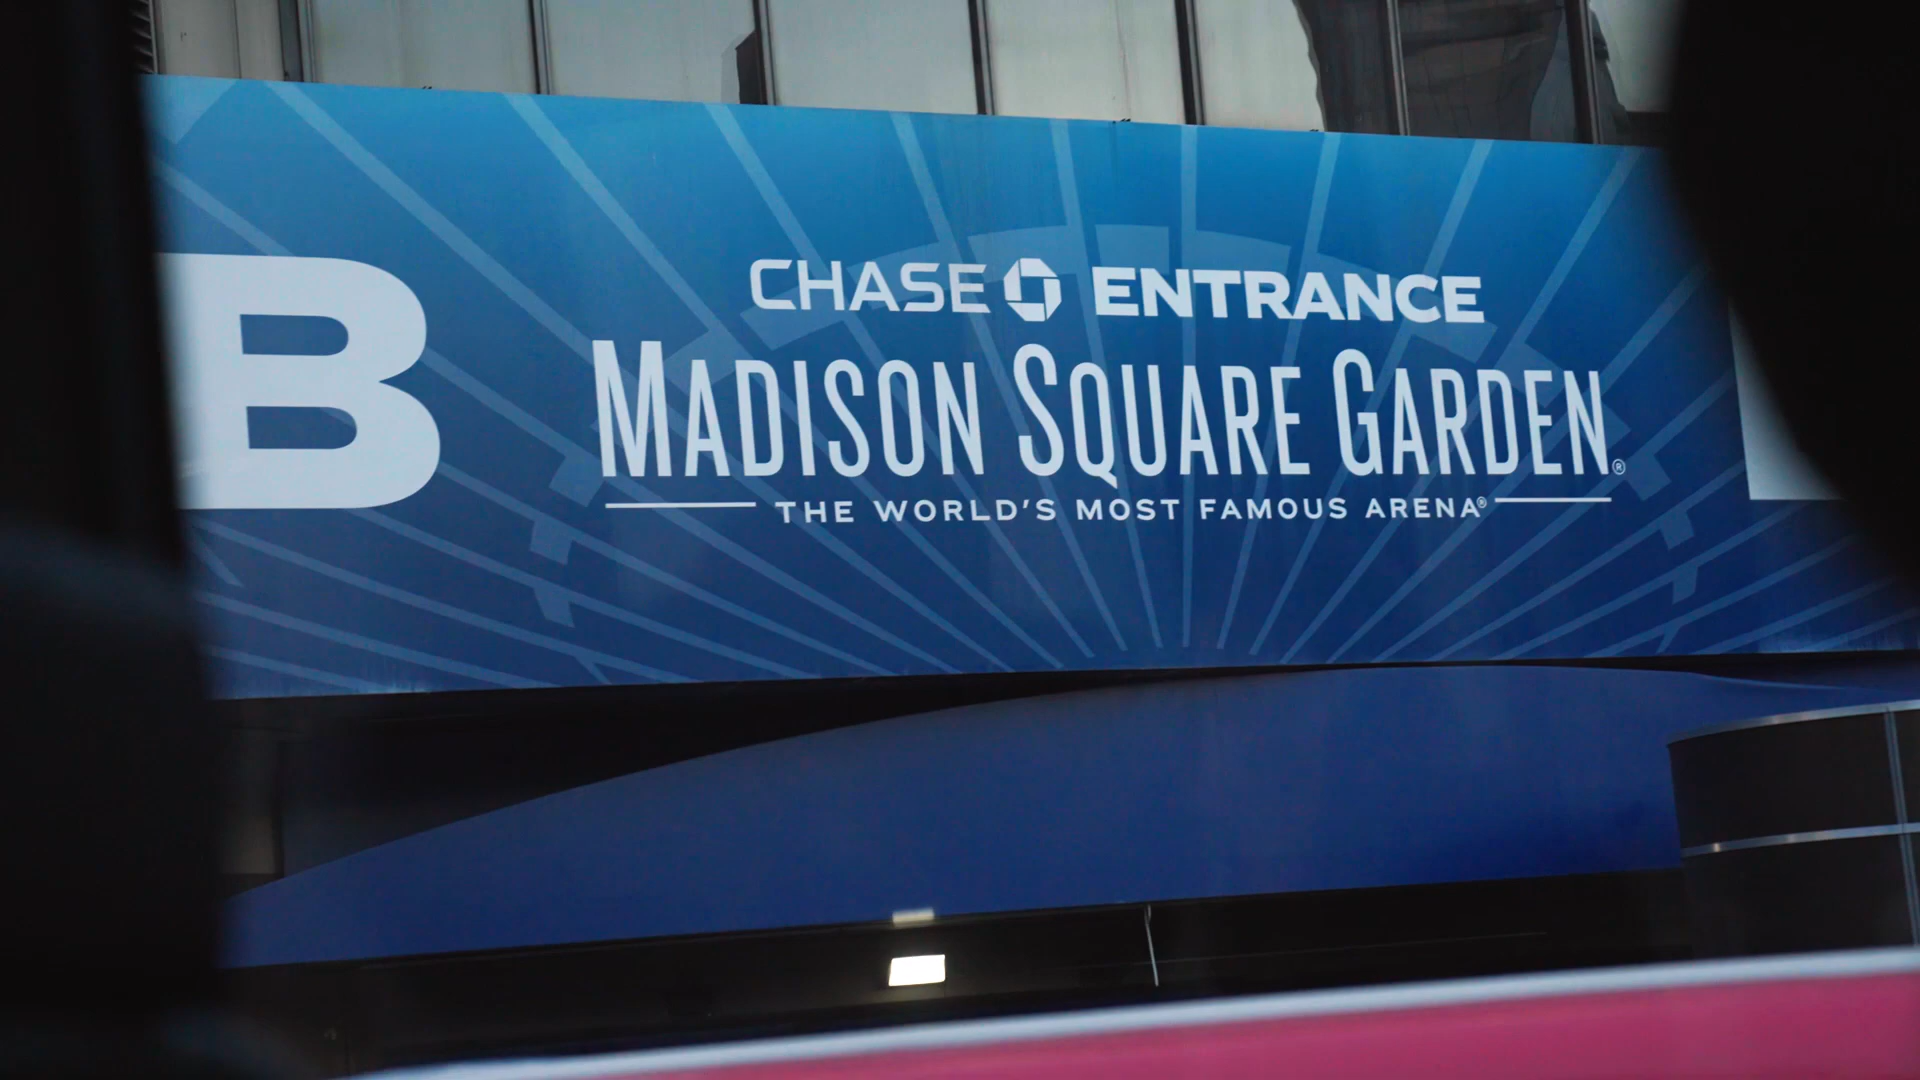 B
CHASE ENTRANCE
MADISON SQUARE GARDEN®
THE WORLD'S MOST FAMOUS ARENA®